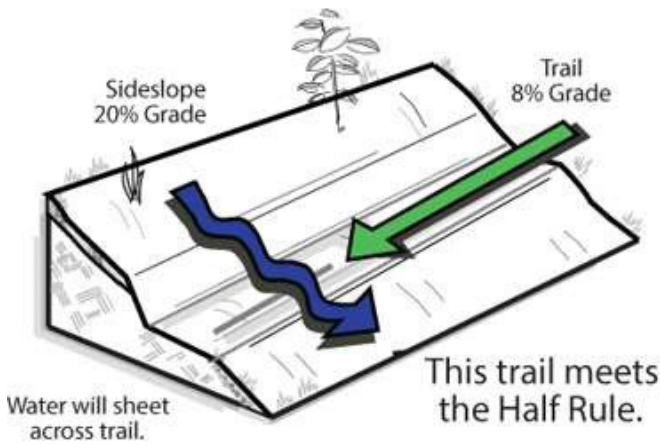 Sideslope
20% Grade
Trail
8% Grade
This trail meets
the Half Rule.
Water will sheet
across trail.